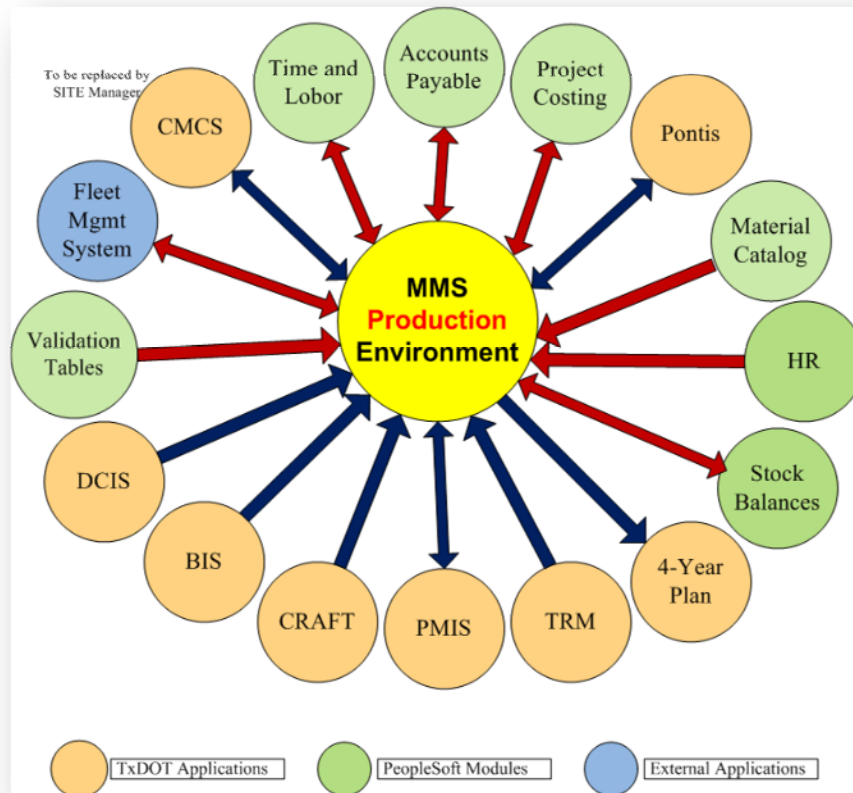 To be replaced by
SITE Manager
CMCS
Time and
Lobor
Accounts
Payable
Project
Costing
Pontis
Fleet
Mgmt
System
Material
Catalog
MMS
Production
Environment
Validation
Tables
HR
DCIS
Stock
Balances
BIS
4-Year
Plan
CRAFT
PMIS
TRM
TxDOT Applications
PeopleSoft Modules
External Applications